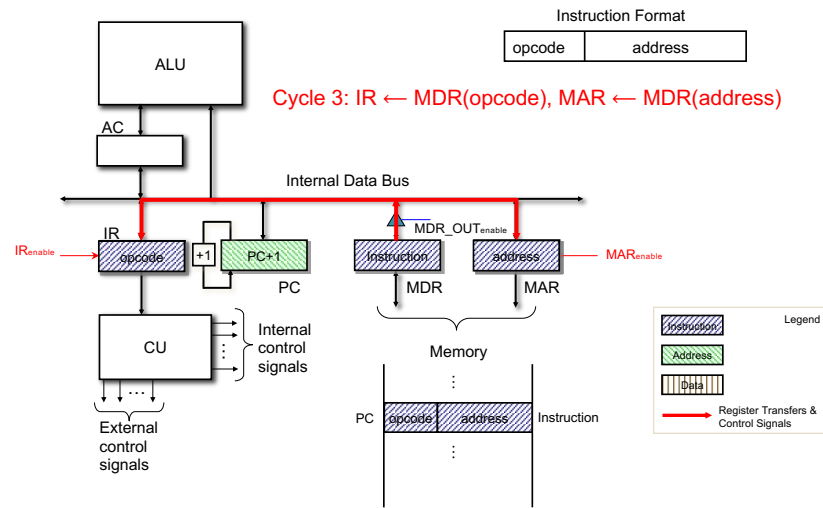 Instruction Format
opcode address
ALU
Cycle 3: IR ← MDR(opcode), MAR ← MDR(address)
AC
Internal Data Bus
IR
MDR_OUTenable
IRenable
opcode
+1
PC+1
Instruction
address
MARenable
PC
MDR
MAR
CU
Internal
control
signals
⋮
Legend
Instruction
Address
Data
Register Transfers &
Control Signals
Memory
⋮
PC
opcode
address
Instruction
⋮
...
External
control
signals